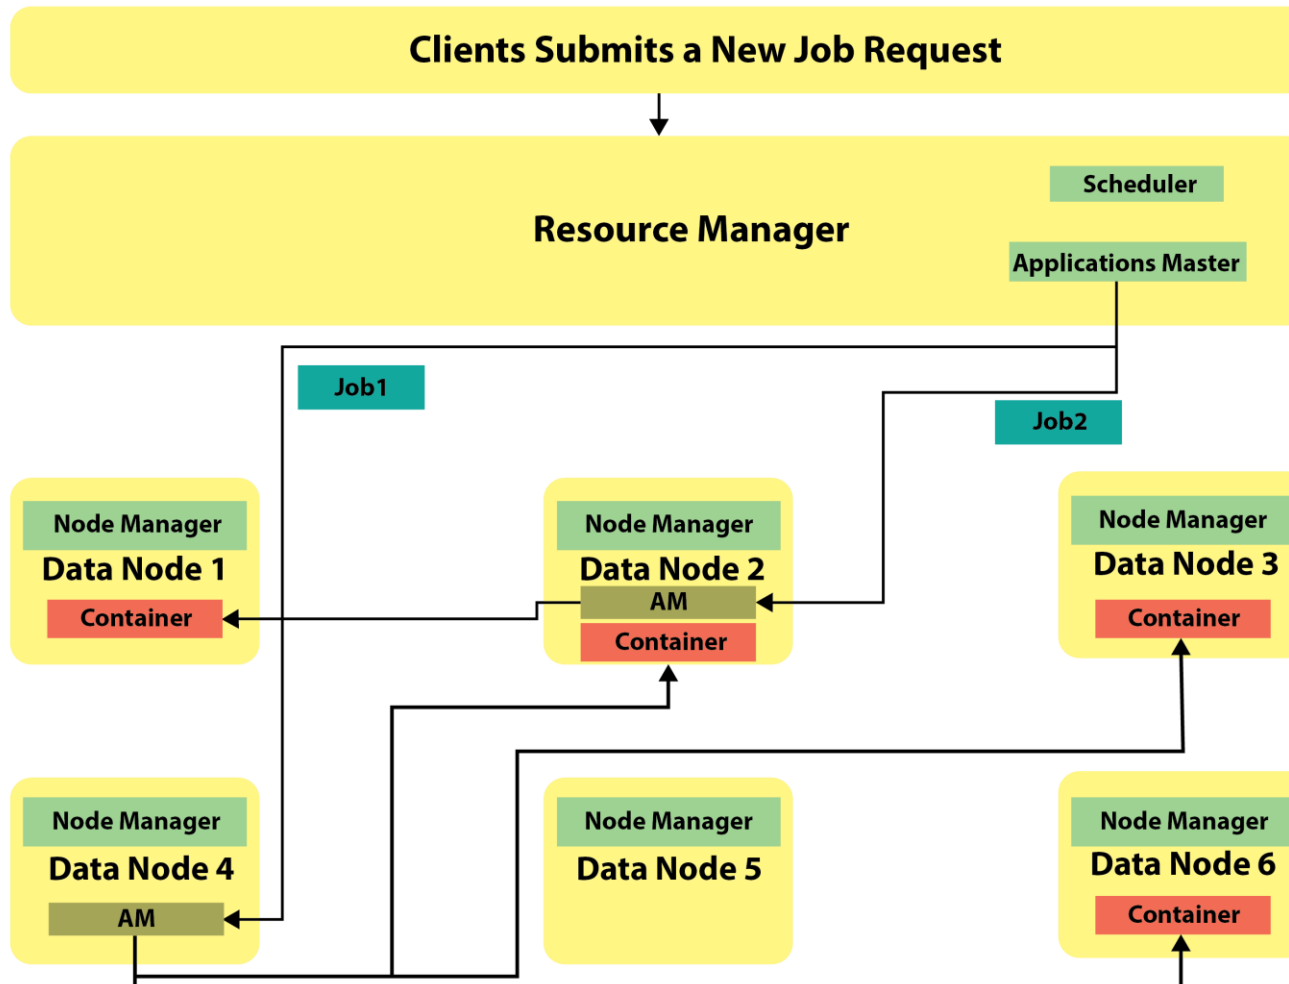 Clients Submits a New Job Request
Scheduler
Resource Manager
Applications Master
Job1
Job2
Node Manager
Data Node 1
Container
Node Manager
Data Node 2
AM
Container
Node Manager
Data Node 3
Container
Node Manager
Data Node 4
AM
Node Manager
Data Node 5
Node Manager
Data Node 6
Container